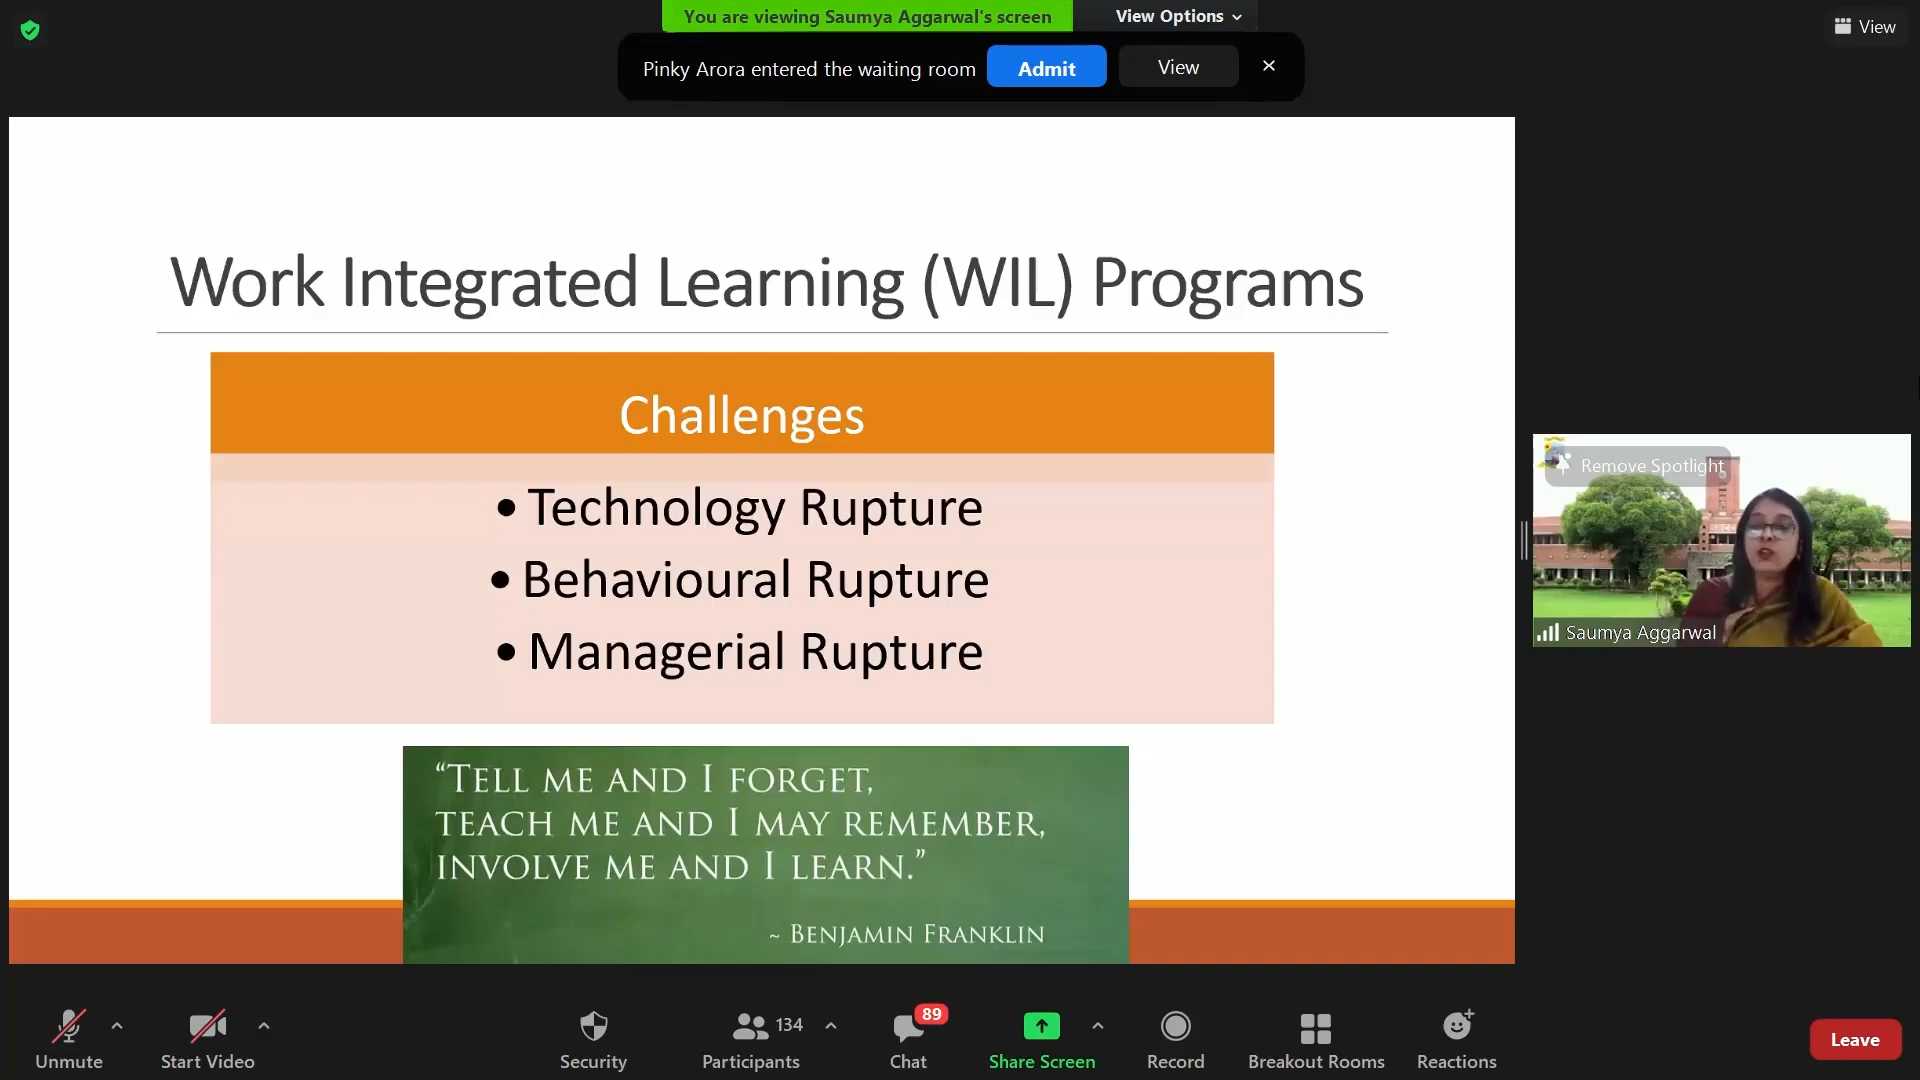 You are viewing Saumya Aggarwal's screen
View Options
View
Pinky Arora entered the waiting room
Admit
View
Work Integrated Learning (WIL) Programs
Challenges
• Technology Rupture
• Behavioural Rupture
• Managerial Rupture
“TELL ME AND I FORGET,
TEACH ME AND I MAY REMEMBER,
INVOLVE ME AND I LEARN.”
~ BENJAMIN FRANKLIN
Remove Spotlight
Saumya Aggarwal
Unmute
Start Video
Security
134
Participants
89
Chat
Share Screen
Record
Breakout Rooms
Reactions
Leave